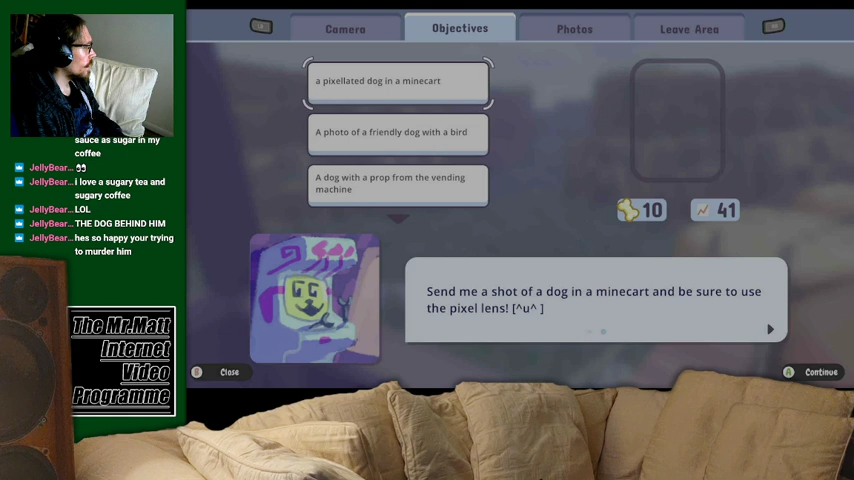 Camera
Objectives
Photos
Leave Area
a pixellated dog in a minecart
A photo of a friendly dog with a bird
A dog with a prop from the vending
machine
10
41
Send me a shot of a dog in a minecart and be sure to use
the pixel lens! [^u^ ]
Close
Continue
sauce as sugar in my
coffee
JellyBear... 👀
JellyBear... i love a sugary tea and
sugary coffee
JellyBear... LOL
JellyBear... THE DOG BEHIND HIM
JellyBear... hes so happy your trying
to murder him
The Mr.Matt
Internet
Video
Programme